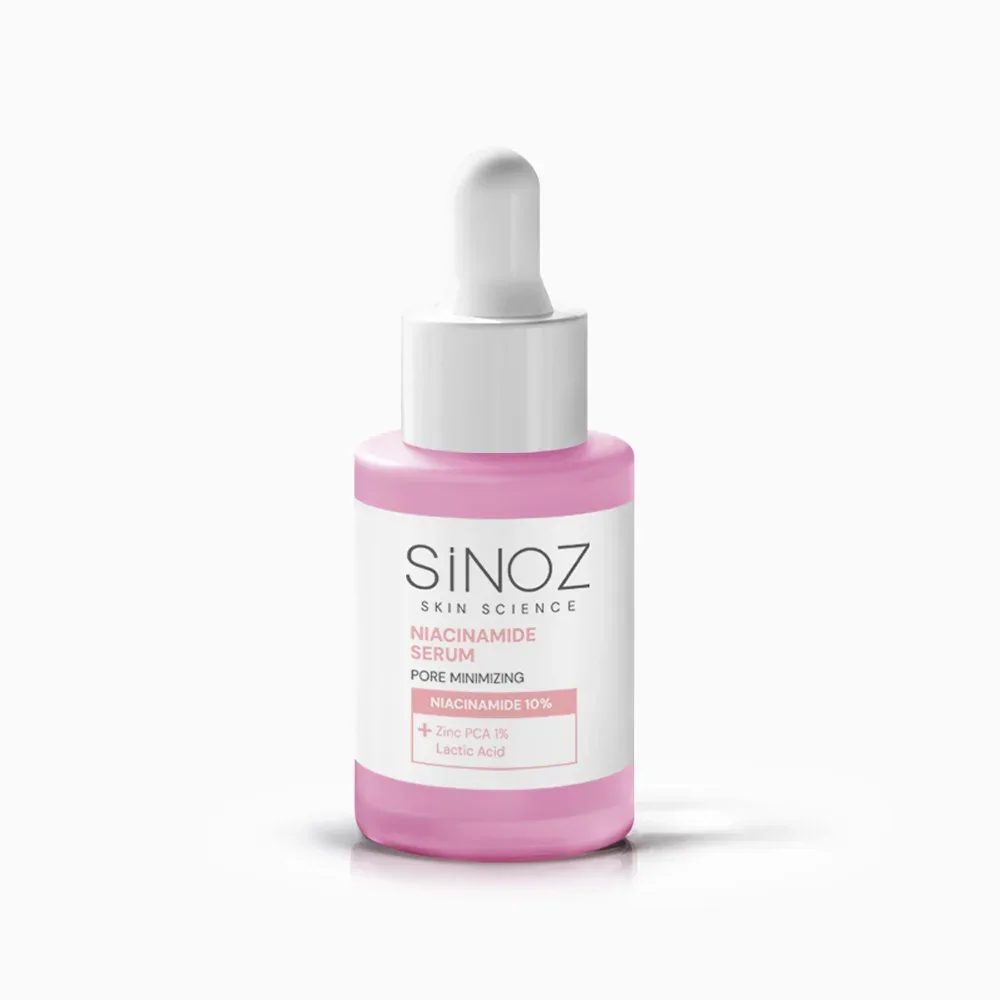 SiNOZ
SKIN SCIENCE
NIACINAMIDE
SERUM
PORE MINIMIZING
NIACINAMIDE 10%
+ Zinc PCA 1%
Lactic Acid